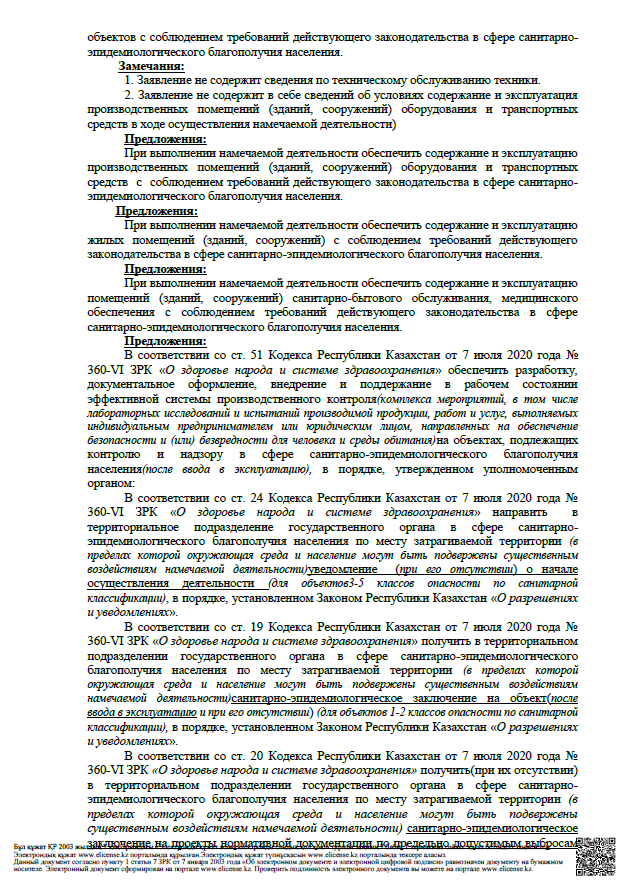 объектов с соблюдением требований действующего законодательства в сфере санитарно-
эпидемиологического благополучия населения.
Замечания:
1. Заявление не содержит сведения по техническому обслуживанию техники.
2. Заявление не содержит в себе сведений об условиях содержание и эксплуатация
производственных помещений (зданий, сооружений) оборудования и транспортных
средств в ходе осуществления намечаемой деятельности)
Предложения:
При выполнении намечаемой деятельности обеспечить содержание и эксплуатацию
производственных помещений (зданий, сооружений) оборудования и транспортных
средств с соблюдением требований действующего законодательства в сфере санитарно-
эпидемиологического благополучия населения.
Предложения:
При выполнении намечаемой деятельности обеспечить содержание и эксплуатацию
жилых помещений (зданий, сооружений) с соблюдением требований действующего
законодательства в сфере санитарно-эпидемиологического благополучия населения.
Предложения:
При выполнении намечаемой деятельности обеспечить содержание и эксплуатацию
помещений (зданий, сооружений) санитарно-бытового обслуживания, медицинского
обеспечения с соблюдением требований действующего законодательства в сфере
санитарно-эпидемиологического благополучия населения.
Предложения:
В соответствии со ст. 51 Кодекса Республики Казахстан от 7 июля 2020 года №
360-VI ЗРК «О здоровье народа и системе здравоохранения» обеспечить разработку,
документальное оформление, внедрение и поддержание в рабочем состоянии
эффективной системы производственного контроля(комплекса мероприятий, в том числе
лабораторных исследований и испытаний производимой продукции, работ и услуг, выполняемых
индивидуальным предпринимателем или юридическим лицом, направленных на обеспечение
безопасности и (или) безвредности для человека и среды обитания)на объектах, подлежащих
контролю и надзору в сфере санитарно-эпидемиологического благополучия
населения(после ввода в эксплуатацию), в порядке, утвержденном уполномоченным
органом:
В соответствии со ст. 24 Кодекса Республики Казахстан от 7 июля 2020 года №
360-VI ЗРК «О здоровье народа и системе здравоохранения» направить в
территориальное подразделение государственного органа в сфере санитарно-
эпидемиологического благополучия населения по месту затрагиваемой территории (в
пределах которой окружающая среда и население могут быть подвержены существенным
воздействиям намечаемой деятельности)уведомление (при его отсутствии) о начале
осуществления деятельности (для объектов3-5 классов опасности по санитарной
классификации), в порядке, установленном Законом Республики Казахстан «О разрешениях
и уведомлениях».
В соответствии со ст. 19 Кодекса Республики Казахстан от 7 июля 2020 года №
360-VI ЗРК «О здоровье народа и системе здравоохранения» получить в территориальном
подразделении государственного органа в сфере санитарно-эпидемиологического
благополучия населения по месту затрагиваемой территории (в пределах которой
окружающая среда и население могут быть подвержены существенным воздействиям
намечаемой деятельности)санитарно-эпидемиологическое заключение на объект(после
ввода в эксплуатацию и при его отсутствии) (для объектов 1-2 классов опасности по санитарной
классификации), в порядке, установленном Законом Республики Казахстан «О разрешениях
и уведомлениях».
В соответствии со ст. 20 Кодекса Республики Казахстан от 7 июля 2020 года №
360-VI ЗРК «О здоровье народа и системе здравоохранения» получить(при их отсутствии)
в территориальном подразделении государственного органа в сфере санитарно-
эпидемиологического благополучия населения по месту затрагиваемой территории (в
пределах которой окружающая среда и население могут быть подвержены
существенным воздействиям намечаемой деятельности) санитарно-эпидемиологическое
заключение на проекты нормативной документации по предельно допустимым выбросам
Бұл құжат ҚР 2003 жылдың
Электрондық құжат www.elicense.kz порталында құрылған.Электрондық құжат түпнұсқасын www.elicense.kz порталында тексере аласыз.
Данный документ согласно пункту 1 статьи 7 ЗРК от 7 января 2003 года «Об электронном документе и электронной цифровой подписи» равнозначен документу на бумажном
носителе. Электронный документ сформирован на портале www.elicense.kz. Проверить подлинность электронного документа вы можете на портале www.elicense.kz.